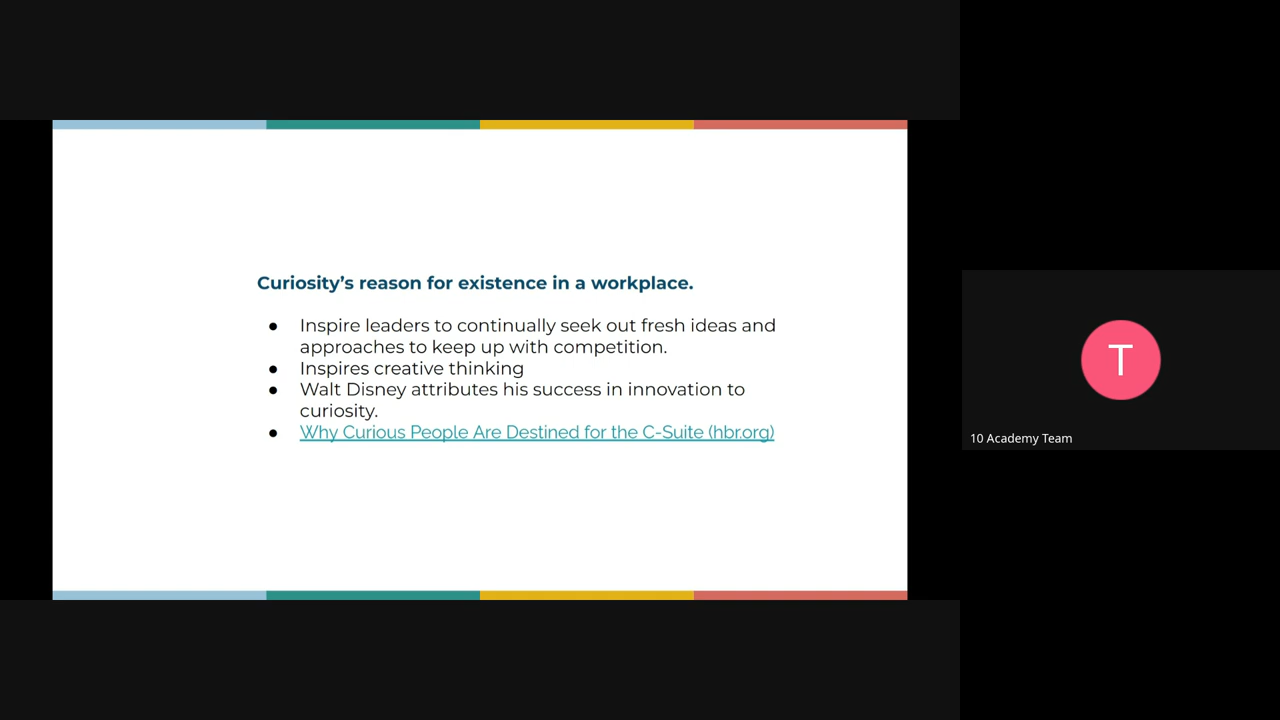 Curiosity’s reason for existence in a workplace.
● Inspire leaders to continually seek out fresh ideas and
approaches to keep up with competition.
● Inspires creative thinking
● Walt Disney attributes his success in innovation to
curiosity.
● Why Curious People Are Destined for the C-Suite (hbr.org)
T
10 Academy Team